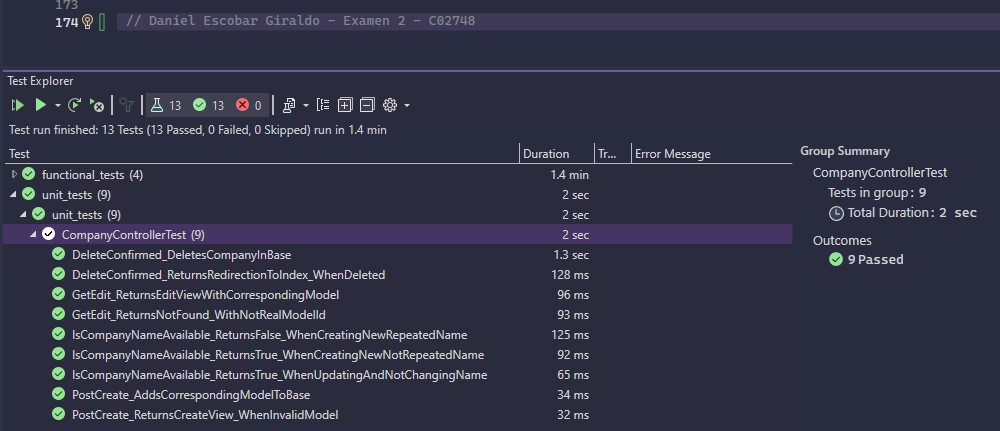 173
174 // Daniel Escobar Giraldo - Examen 2 - C02748
Test Explorer
13 13 0
Test run finished: 13 Tests (13 Passed, 0 Failed, 0 Skipped) run in 1.4 min
Test Duration Tr... Error Message
functional_tests (4) 1.4 min
unit_tests (9) 2 sec
unit_tests (9) 2 sec
CompanyControllerTest (9) 2 sec
DeleteConfirmed_DeletesCompanyInBase 1.3 sec
DeleteConfirmed_ReturnsRedirectionToIndex_WhenDeleted 128 ms
GetEdit_ReturnsEditViewWithCorrespondingModel 96 ms
GetEdit_ReturnsNotFound_WithNotRealModelId 93 ms
IsCompanyNameAvailable_ReturnsFalse_WhenCreatingNewRepeatedName 125 ms
IsCompanyNameAvailable_ReturnsTrue_WhenCreatingNewNotRepeatedName 92 ms
IsCompanyNameAvailable_ReturnsTrue_WhenUpdatingAndNotChangingName 65 ms
PostCreate_AddsCorrespondingModelToBase 34 ms
PostCreate_ReturnsCreateView_WhenInvalidModel 32 ms
Group Summary
CompanyControllerTest
Tests in group: 9
Total Duration: 2 sec
Outcomes
9 Passed